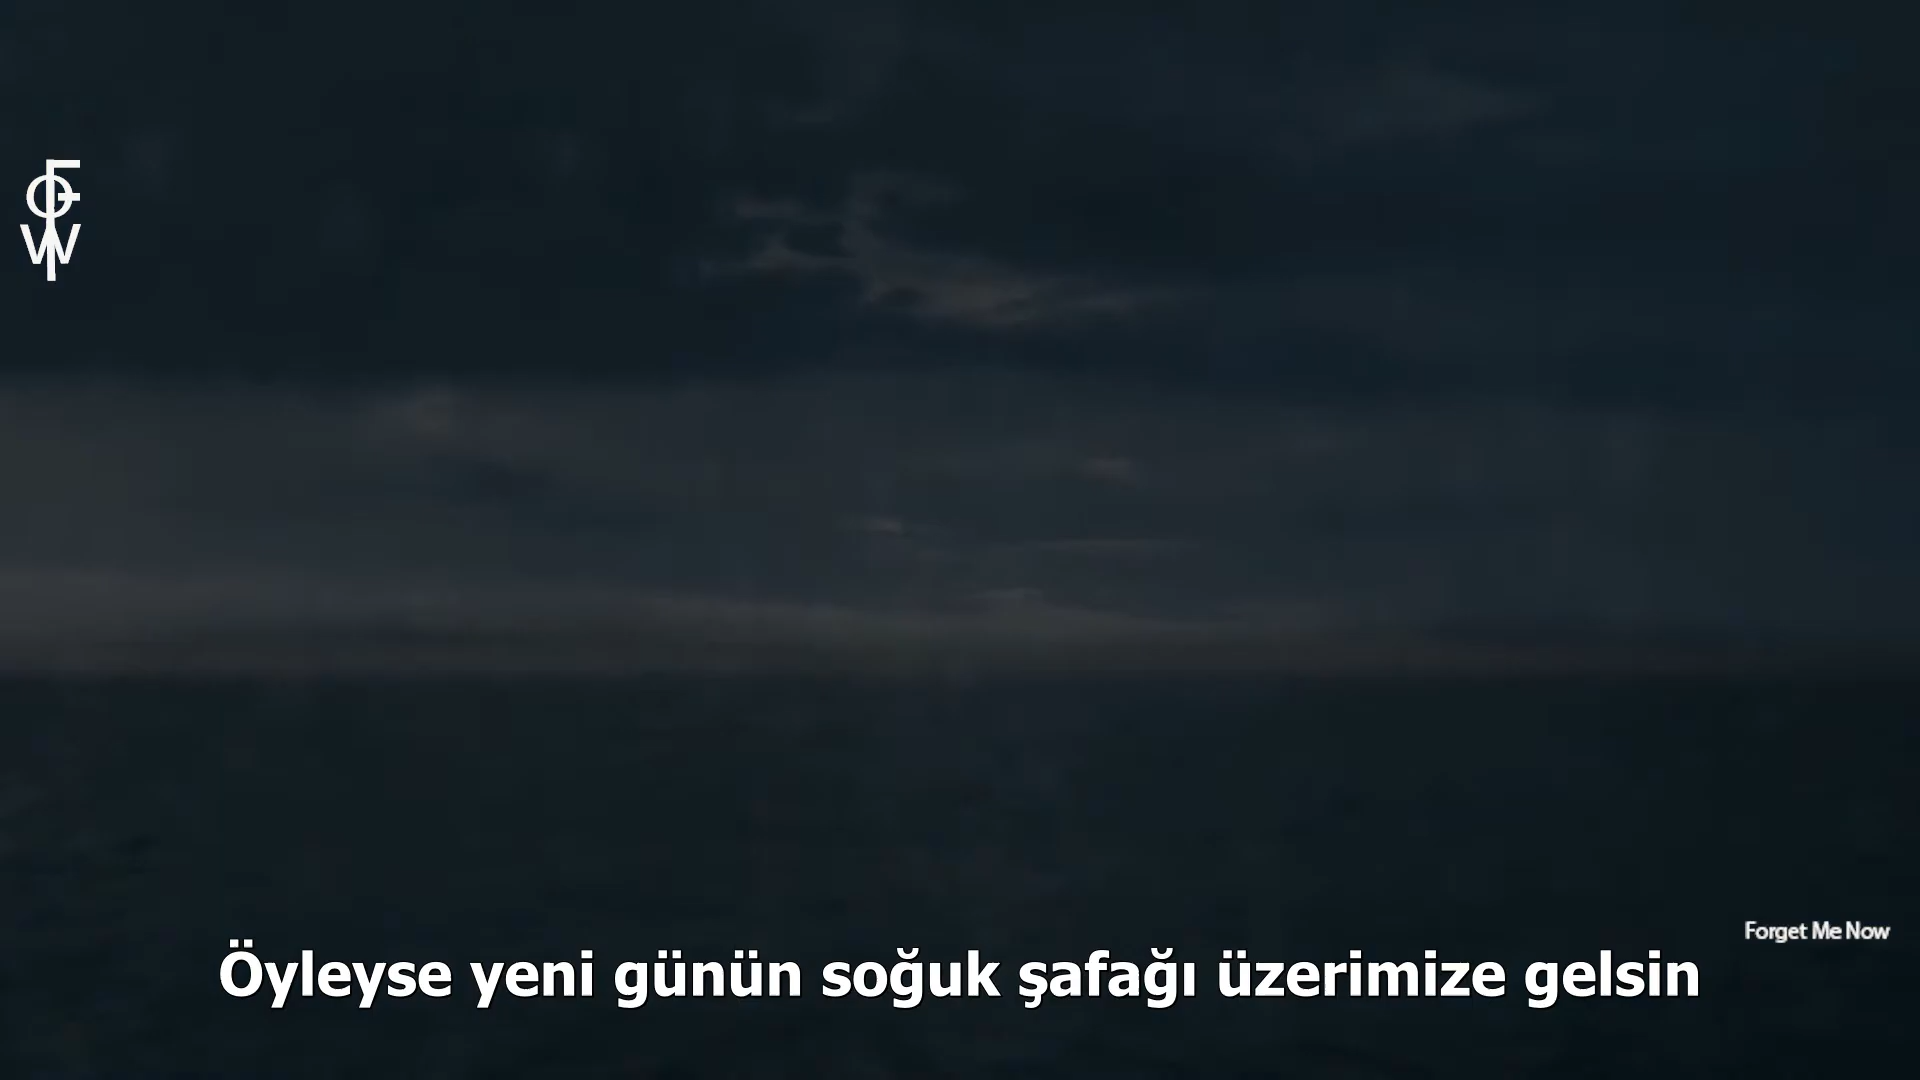 Forget Me Now
Öyleyse yeni günün soğuk şafağı üzerimize gelsin